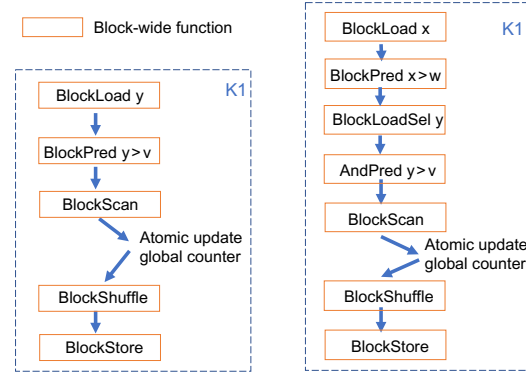 Block-wide function
K1
BlockLoad y
BlockPred y>v
BlockScan
Atomic update
global counter
BlockShuffle
BlockStore
K1
BlockLoad x
BlockPred x>w
BlockLoadSel y
AndPred y>v
BlockScan
Atomic update
global counter
BlockShuffle
BlockStore